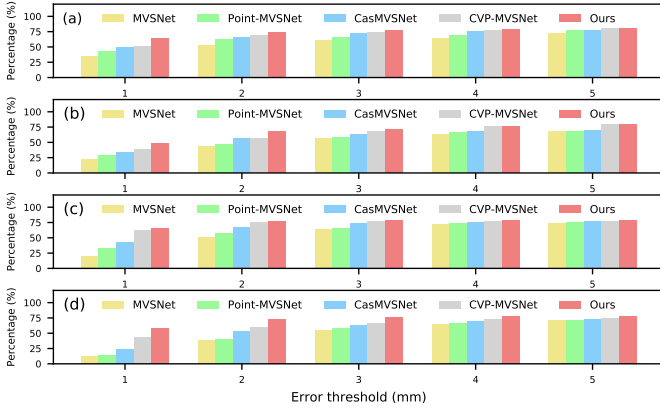 (a) MVSNet Point-MVSNet CasMVSNet CVP-MVSNet Ours
Percentage (%)
100
75
50
25
0
1 2 3 4 5
(b) MVSNet Point-MVSNet CasMVSNet CVP-MVSNet Ours
Percentage (%)
100
75
50
25
0
1 2 3 4 5
(c) MVSNet Point-MVSNet CasMVSNet CVP-MVSNet Ours
Percentage (%)
100
75
50
25
0
1 2 3 4 5
(d) MVSNet Point-MVSNet CasMVSNet CVP-MVSNet Ours
Percentage (%)
100
75
50
25
0
1 2 3 4 5
Error threshold (mm)